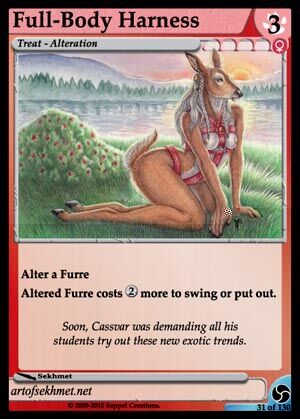 Full-Body Harness
3
Treat - Alteration
Alter a Furre
Altered Furre costs 2 more to swing or put out.
Soon, Cassvar was demanding all his
students try out these new exotic trends.
Sekhmet
artofsekhmet.net
© 2009-2010 Seppel Creations.
31 of 130